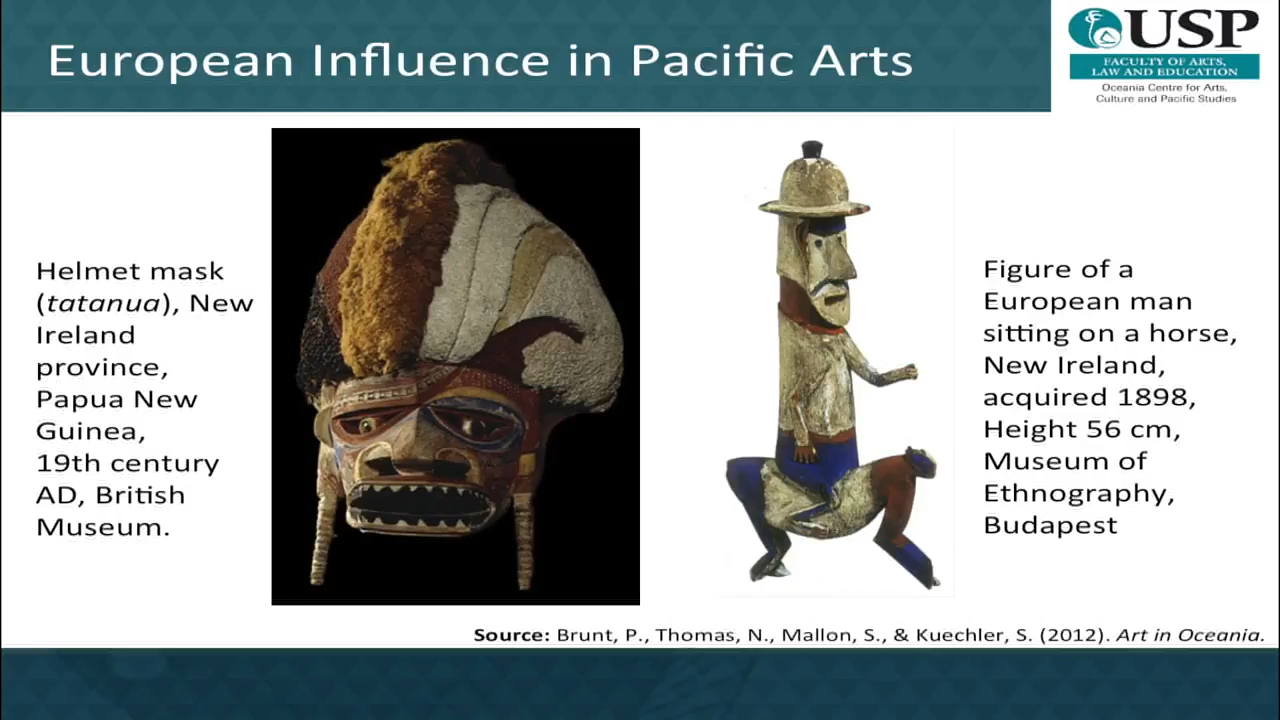 European Influence in Pacific Arts
USP
FACULTY OF ARTS,
LAW AND EDUCATION
Oceania Centre for Arts,
Culture and Pacific Studies
Helmet mask
(tatanua), New
Ireland
province,
Papua New
Guinea,
19th century
AD, British
Museum.
Figure of a
European man
sitting on a horse,
New Ireland,
acquired 1898,
Height 56 cm,
Museum of
Ethnography,
Budapest
Source: Brunt, P., Thomas, N., Mallon, S., & Kuechler, S. (2012). Art in Oceania.